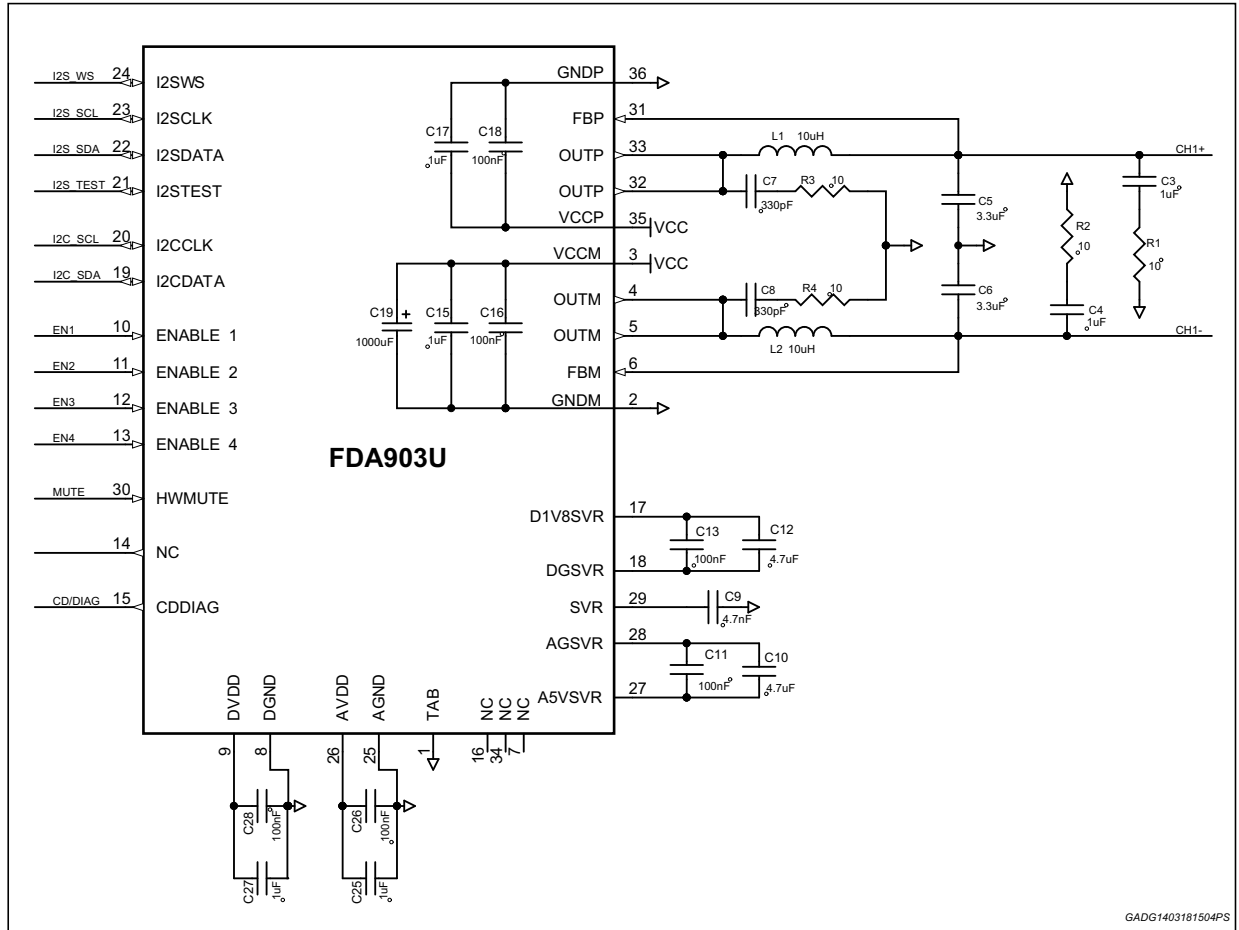 I2S_WS 24 I2SWS
I2S_SCL 23 I2SCLK
I2S_SDA 22 I2SDATA
I2S_TEST 21 I2STEST
I2C_SCL 20 I2CCLK
I2C_SDA 19 I2CDATA
EN1 10 ENABLE 1
EN2 11 ENABLE 2
EN3 12 ENABLE 3
EN4 13 ENABLE 4
MUTE 30 HWMUTE
14 NC
CD/DIAG 15 CDDIAG
FDA903U
GNDP 36
FBP 31
OUTP 33
OUTP 32
VCCP 35 VCC
VCCM 3 VCC
OUTM 4
OUTM 5
FBM 6
GNDM 2
D1V8SVR 17
DGSVR 18
SVR 29
AGSVR 28
A5VSVR 27
C17
1uF
C18
100nF
C19 +
1000uF
C15
1uF
C16
100nF
L1 10uH
C7
330pF
R3 10
C8
330pF
R4 10
L2 10uH
C5
3.3uF
C6
3.3uF
R2
10
C4
1uF
C3
1uF
R1
10
CH1+
CH1-
C13
100nF
C12
4.7uF
C9
4.7nF
C11
100nF
C10
4.7uF
DVDD
DGND
AVDD
AGND
TAB
NC
NC
NC
9
8
26
25
1
16
34
7
C28
100nF
C27
1uF
C26
100nF
C25
1uF
GADG1403181504PS